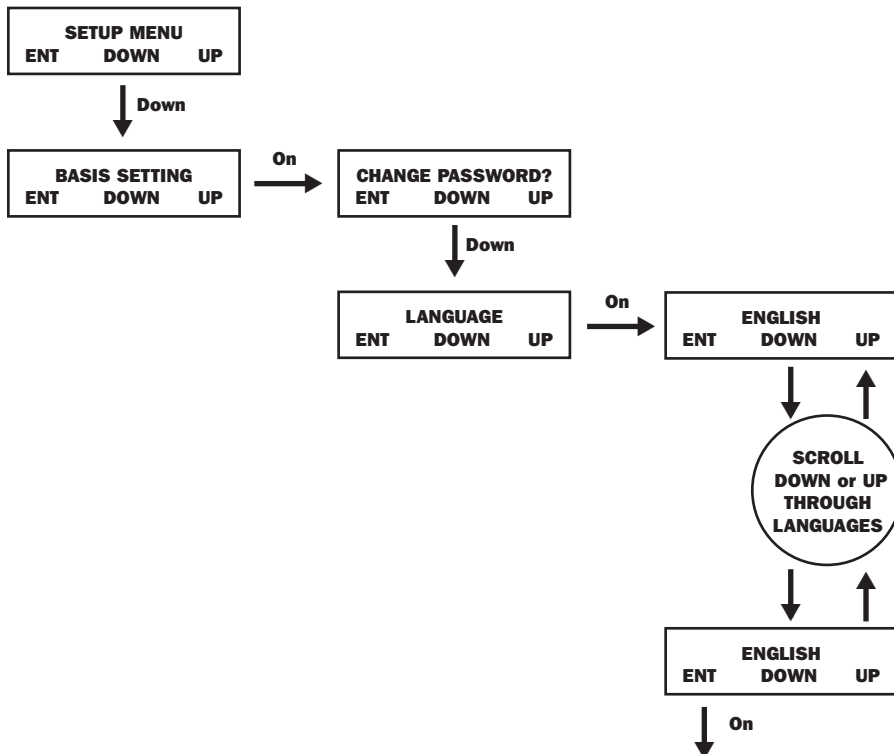 SETUP MENU
ENT DOWN UP
Down
BASIS SETTING
ENT DOWN UP
On
CHANGE PASSWORD?
ENT DOWN UP
Down
LANGUAGE
ENT DOWN UP
On
ENGLISH
ENT DOWN UP
SCROLL
DOWN or UP
THROUGH
LANGUAGES
ENGLISH
ENT DOWN UP
On